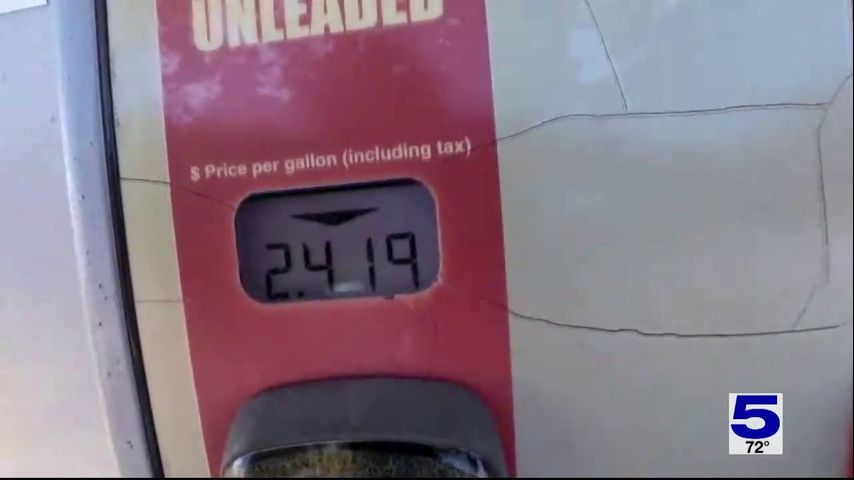 UNLEADED
$ Price per gallon (including tax)
2.419
5
72°